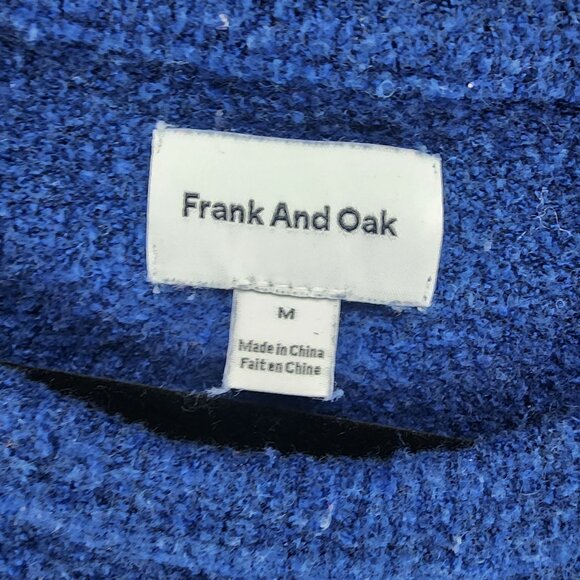 Frank And Oak
M
Made in China
Fait en Chine